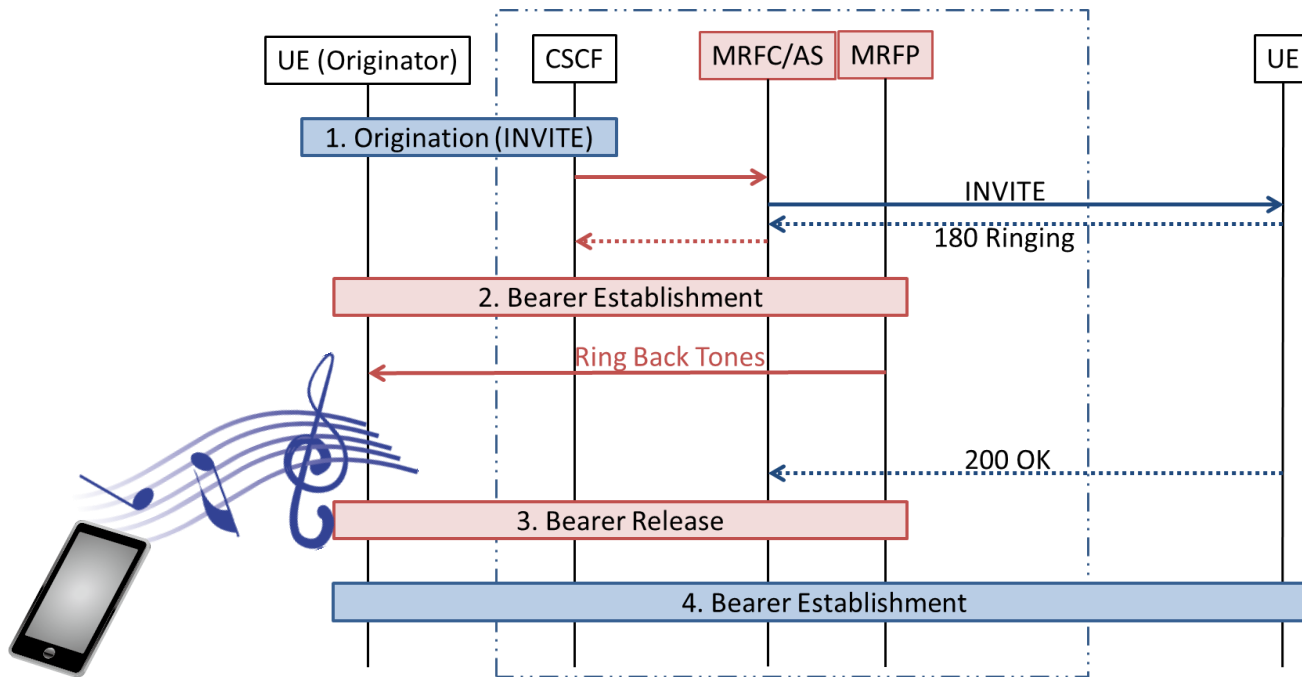 UE (Originator)
CSCF
MRFC/AS
MRFP
UE
1. Origination (INVITE)
INVITE
180 Ringing
2. Bearer Establishment
Ring Back Tones
200 OK
3. Bearer Release
4. Bearer Establishment